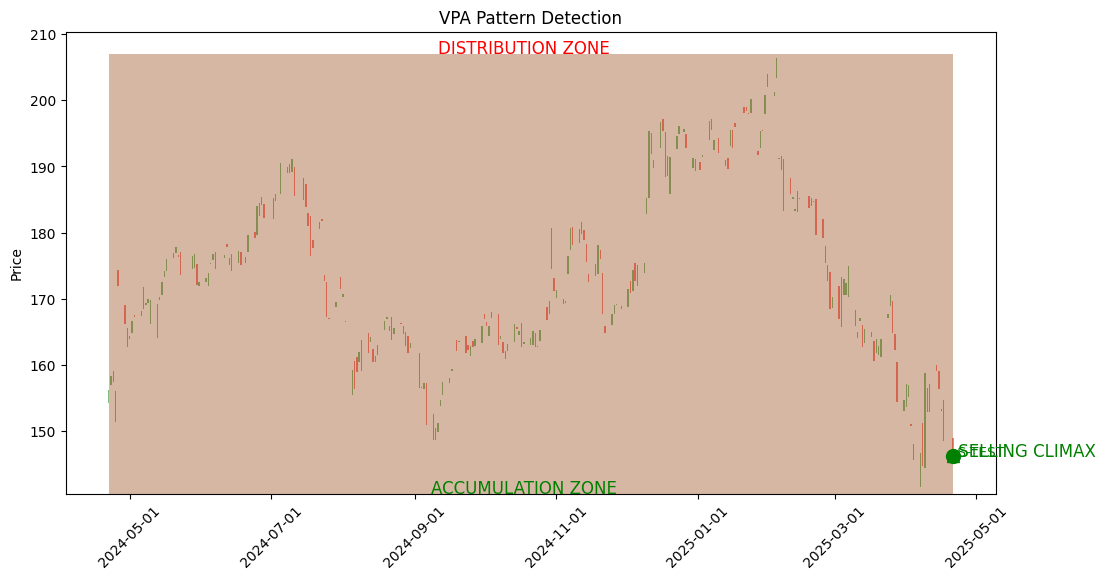 VPA Pattern Detection
210
DISTRIBUTION ZONE
200
190
180
Price
170
160
150
SELLING CLIMAX
ACCUMULATION ZONE
2024-05-01
2024-07-01
2024-09-01
2024-11-01
2025-01-01
2025-03-01
2025-05-01